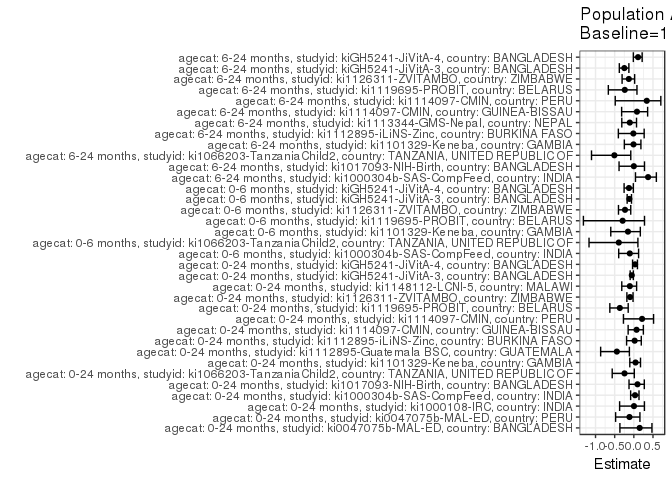 Population
Baseline=1
agecat: 6-24 months, studyid: kiGH5241-JiVitA-4, country: BANGLADESH
agecat: 6-24 months, studyid: kiGH5241-JiVitA-3, country: BANGLADESH
agecat: 6-24 months, studyid: ki1126311-ZVITAMBO, country: ZIMBABWE
agecat: 6-24 months, studyid: ki1119695-PROBIT, country: BELARUS
agecat: 6-24 months, studyid: ki1114097-CMIN, country: PERU
agecat: 6-24 months, studyid: ki1114097-CMIN, country: GUINEA-BISSAU
agecat: 6-24 months, studyid: ki1113344-GMS-Nepal, country: NEPAL
agecat: 6-24 months, studyid: ki1112895-iLiNS-Zinc, country: BURKINA FASO
agecat: 6-24 months, studyid: ki1101329-Keneba, country: GAMBIA
agecat: 6-24 months, studyid: ki1066203-TanzaniaChild2, country: TANZANIA, UNITED REPUBLIC OF
agecat: 6-24 months, studyid: ki1017093-NIH-Birth, country: BANGLADESH
agecat: 6-24 months, studyid: ki1000304b-SAS-CompFeed, country: INDIA
agecat: 0-6 months, studyid: kiGH5241-JiVitA-4, country: BANGLADESH
agecat: 0-6 months, studyid: kiGH5241-JiVitA-3, country: BANGLADESH
agecat: 0-6 months, studyid: ki1126311-ZVITAMBO, country: ZIMBABWE
agecat: 0-6 months, studyid: ki1119695-PROBIT, country: BELARUS
agecat: 0-6 months, studyid: ki1101329-Keneba, country: GAMBIA
agecat: 0-6 months, studyid: ki1066203-TanzaniaChild2, country: TANZANIA, UNITED REPUBLIC OF
agecat: 0-6 months, studyid: ki1000304b-SAS-CompFeed, country: INDIA
agecat: 0-24 months, studyid: kiGH5241-JiVitA-4, country: BANGLADESH
agecat: 0-24 months, studyid: kiGH5241-JiVitA-3, country: BANGLADESH
agecat: 0-24 months, studyid: ki1148112-LCNI-5, country: MALAWI
agecat: 0-24 months, studyid: ki1126311-ZVITAMBO, country: ZIMBABWE
agecat: 0-24 months, studyid: ki1119695-PROBIT, country: BELARUS
agecat: 0-24 months, studyid: ki1114097-CMIN, country: PERU
agecat: 0-24 months, studyid: ki1114097-CMIN, country: GUINEA-BISSAU
agecat: 0-24 months, studyid: ki1112895-iLiNS-Zinc, country: BURKINA FASO
agecat: 0-24 months, studyid: ki1112895-Guatemala BSC, country: GUATEMALA
agecat: 0-24 months, studyid: ki1101329-Keneba, country: GAMBIA
agecat: 0-24 months, studyid: ki1066203-TanzaniaChild2, country: TANZANIA, UNITED REPUBLIC OF
agecat: 0-24 months, studyid: ki1017093-NIH-Birth, country: BANGLADESH
agecat: 0-24 months, studyid: ki1000304b-SAS-CompFeed, country: INDIA
agecat: 0-24 months, studyid: ki1000108-IRC, country: INDIA
agecat: 0-24 months, studyid: ki0047075b-MAL-ED, country: PERU
agecat: 0-24 months, studyid: ki0047075b-MAL-ED, country: BANGLADESH
-1.0-0.50.0 0.5
Estimate